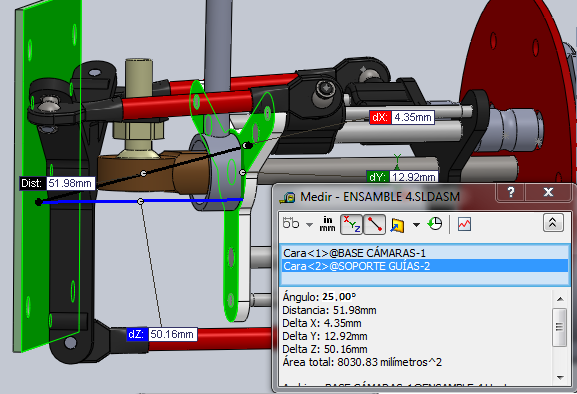 dX: 4.35mm
Dist: 51.98mm
dY: 12.92mm
dZ: 50.16mm
Medir - ENSAMBLE 4.SLDASM
in
mm
XYZ
Cara<1>@BASE CÁMARAS-1
Cara<2>@SOPORTE GUÍAS-2
Ángulo: 25,00°
Distancia: 51.98mm
Delta X: 4.35mm
Delta Y: 12.92mm
Delta Z: 50.16mm
Área total: 8030.83 milímetros^2